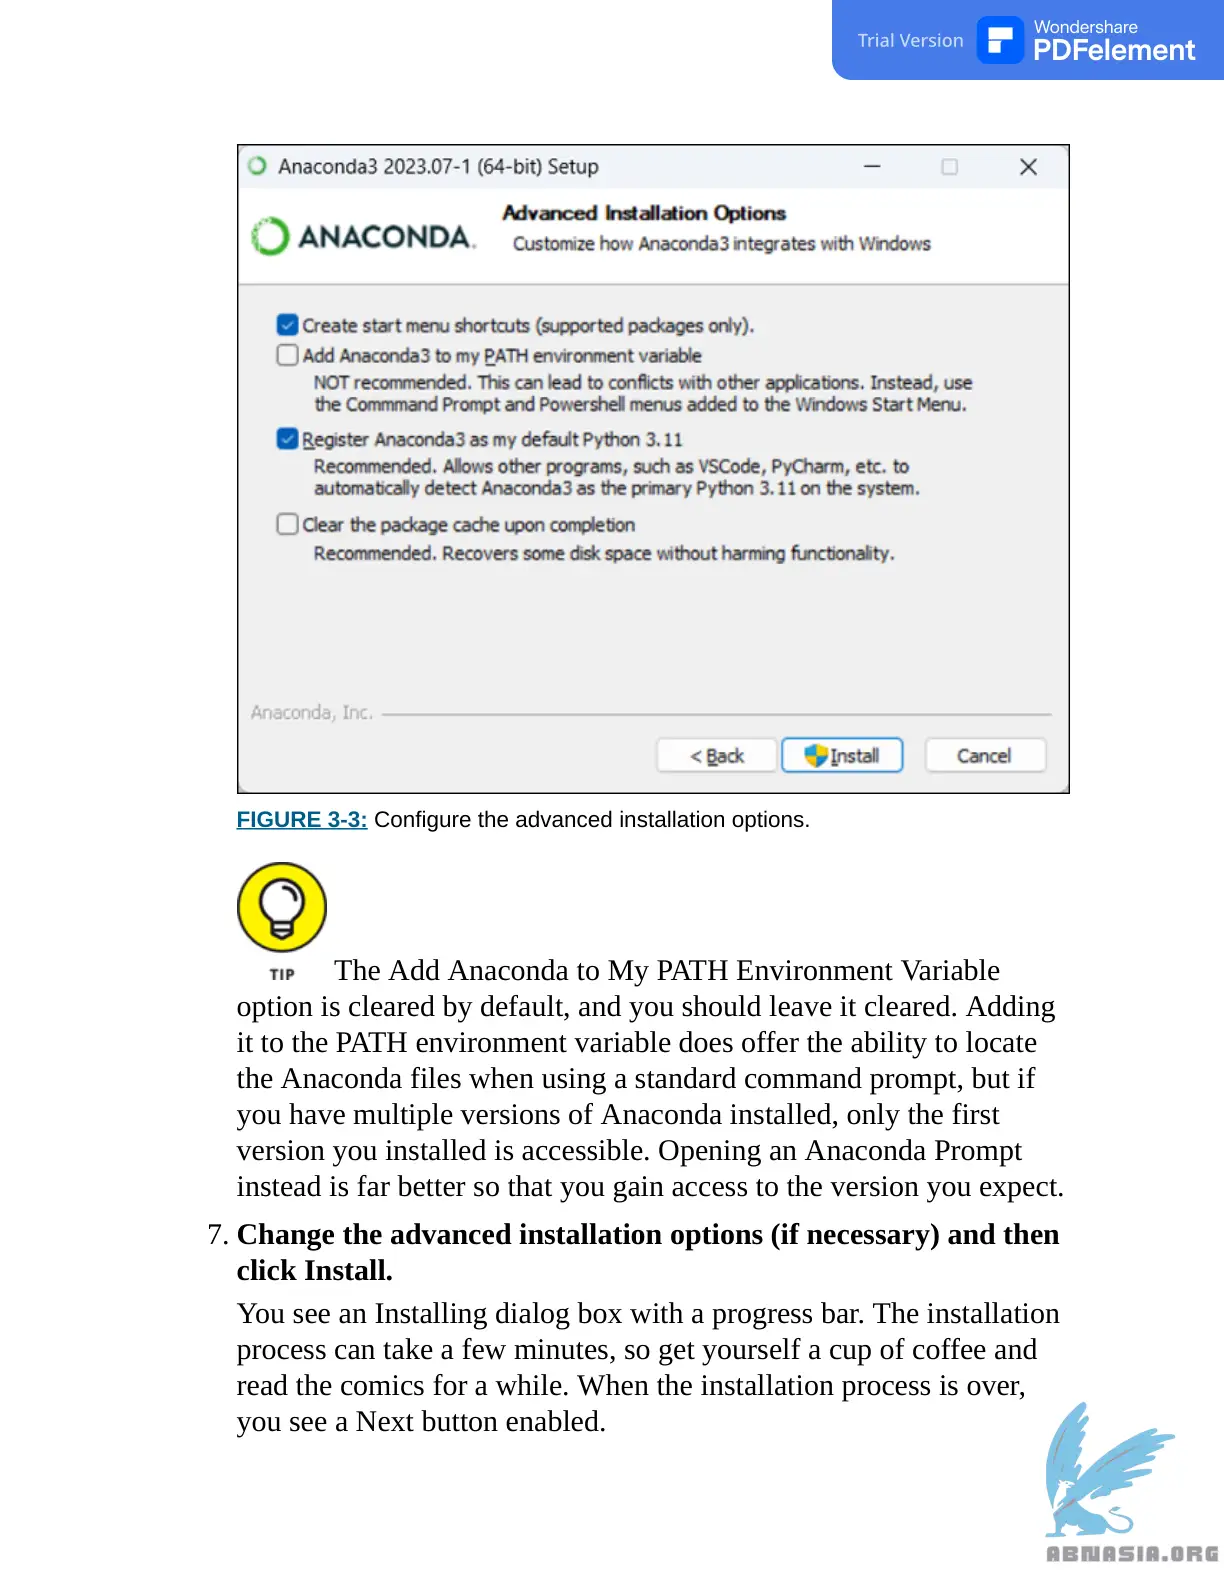 Trial Version
Wondershare
PDFelement
Anaconda3 2023.07-1 (64-bit) Setup
ANACONDA.
Advanced Installation Options
Customize how Anaconda3 integrates with Windows
Create start menu shortcuts (supported packages only).
Add Anaconda3 to my PATH environment variable
NOT recommended. This can lead to conflicts with other applications. Instead, use
the Commmand Prompt and Powershell menus added to the Windows Start Menu.
Register Anaconda3 as my default Python 3.11
Recommended. Allows other programs, such as VSCode, PyCharm, etc. to
automatically detect Anaconda3 as the primary Python 3.11 on the system.
Clear the package cache upon completion
Recommended. Recovers some disk space without harming functionality.
Anaconda, Inc.
< Back
Install
Cancel
FIGURE 3-3: Configure the advanced installation options.
TIP The Add Anaconda to My PATH Environment Variable
option is cleared by default, and you should leave it cleared. Adding
it to the PATH environment variable does offer the ability to locate
the Anaconda files when using a standard command prompt, but if
you have multiple versions of Anaconda installed, only the first
version you installed is accessible. Opening an Anaconda Prompt
instead is far better so that you gain access to the version you expect.
7. Change the advanced installation options (if necessary) and then
click Install.
You see an Installing dialog box with a progress bar. The installation
process can take a few minutes, so get yourself a cup of coffee and
read the comics for a while. When the installation process is over,
you see a Next button enabled.
ABNASIA.ORG